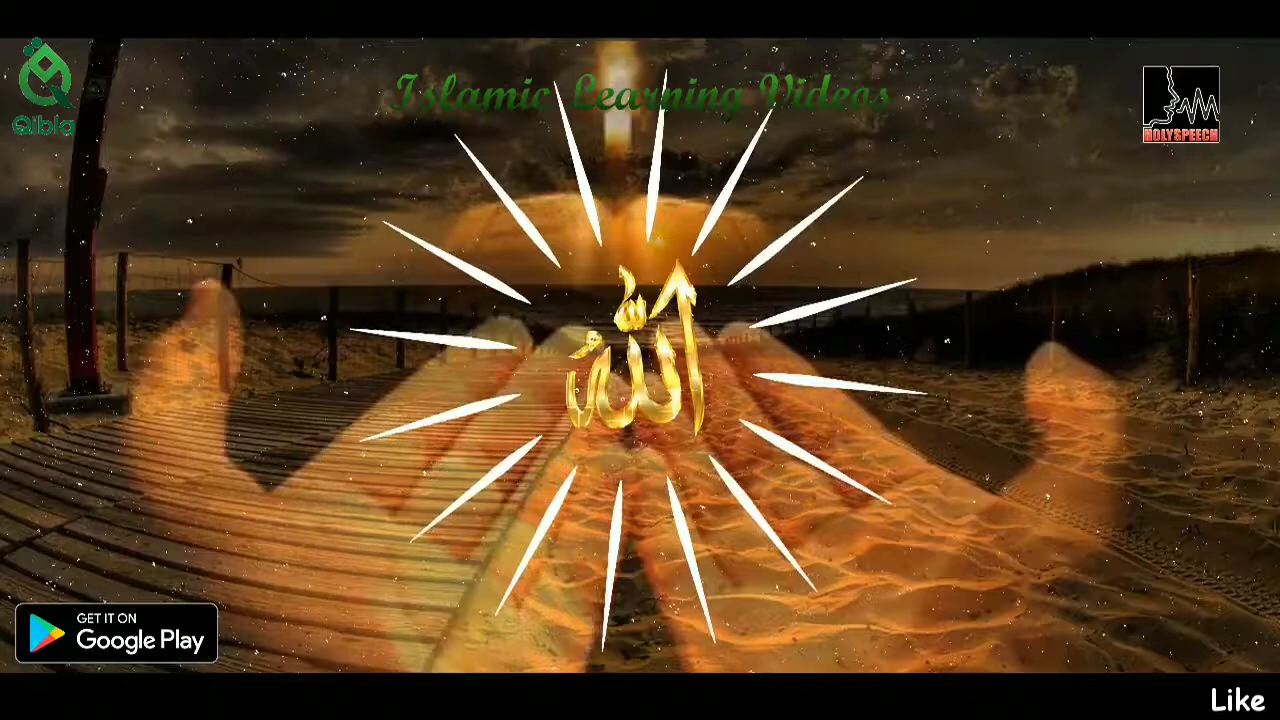 Islamic Learning Videos
Qibla
HOLYSPEECH
الله
GET IT ON
Google Play
Like